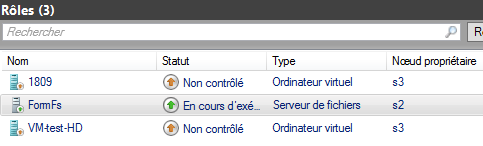 Rôles (3)
Rechercher
Nom Statut Type Nœud propriétaire
1809 Non contrôlé Ordinateur virtuel s3
FormFs En cours d'exé... Serveur de fichiers s2
VM-test-HD Non contrôlé Ordinateur virtuel s3